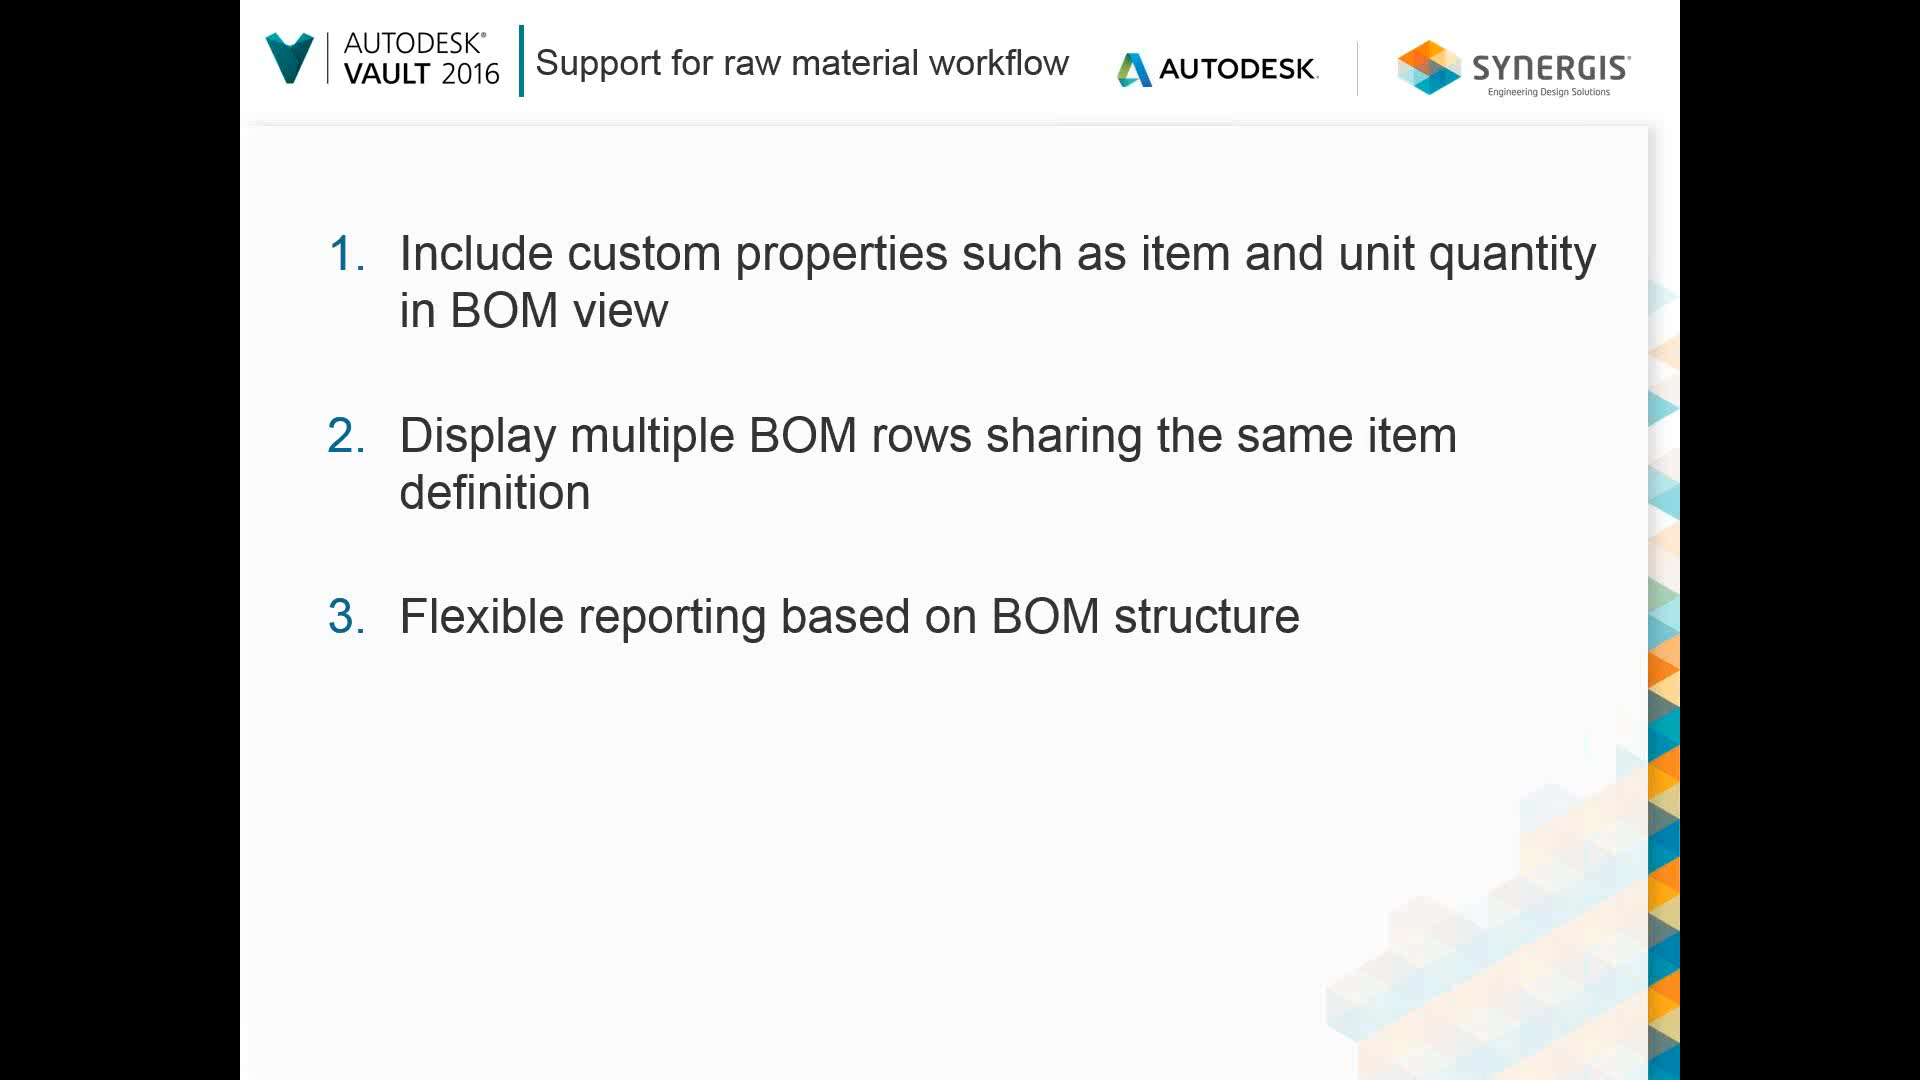 AUTODESK®
VAULT 2016
Support for raw material workflow
AUTODESK.
SYNERGIS®
Engineering Design Solutions
1. Include custom properties such as item and unit quantity
in BOM view
2. Display multiple BOM rows sharing the same item
definition
3. Flexible reporting based on BOM structure